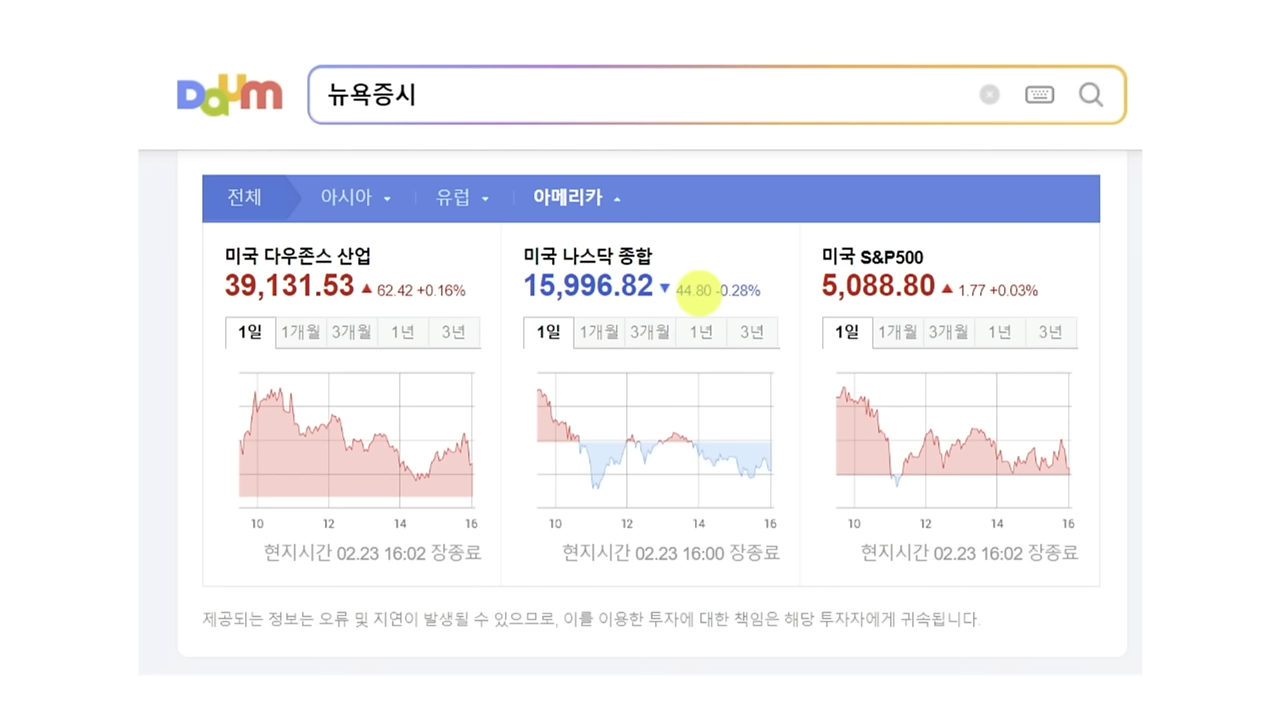 Daum 뉴욕증시
전체 아시아 유럽 아메리카
미국 다우존스 산업
39,131.53 ▲ 62.42 +0.16%
1일 1개월 3개월 1년 3년
10 12 14 16
현지시간 02.23 16:02 장종료
미국 나스닥 종합
15,996.82 ▼ 44.80 -0.28%
1일 1개월 3개월 1년 3년
10 12 14 16
현지시간 02.23 16:00 장종료
미국 S&P500
5,088.80 ▲ 1.77 +0.03%
1일 1개월 3개월 1년 3년
10 12 14 16
현지시간 02.23 16:02 장종료
제공되는 정보는 오류 및 지연이 발생될 수 있으므로, 이를 이용한 투자에 대한 책임은 해당 투자자에게 귀속됩니다.